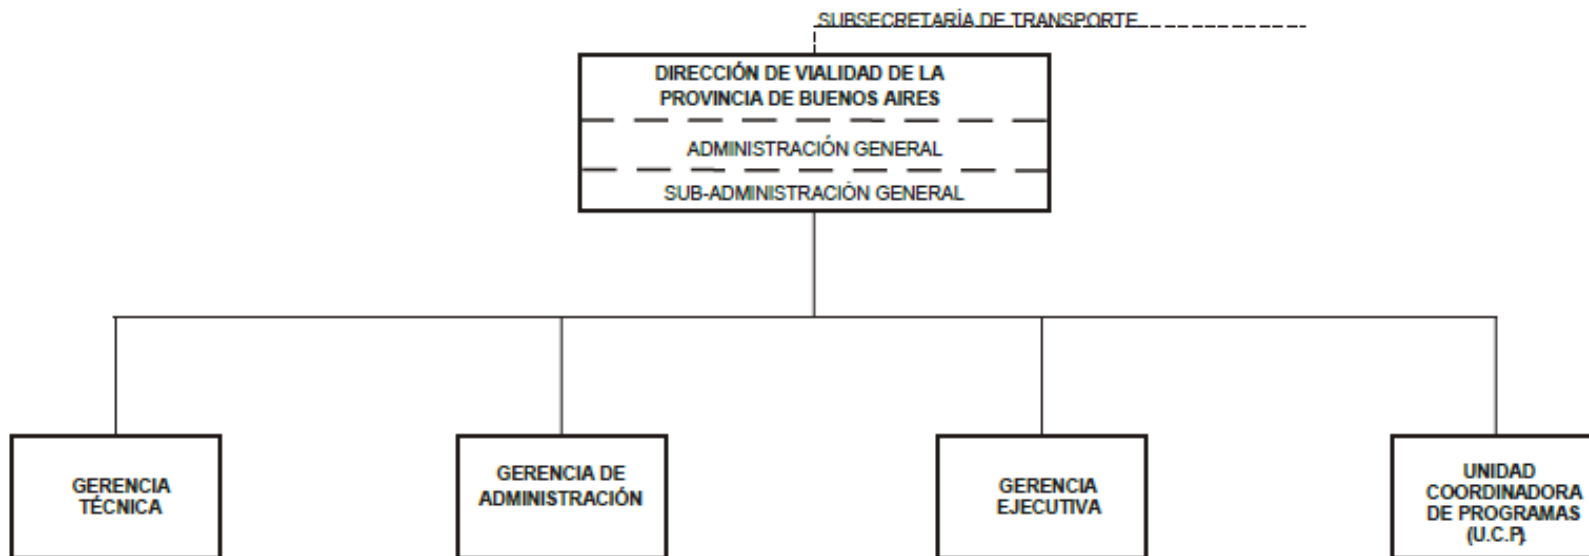 SUBSECRETARÍA DE TRANSPORTE
DIRECCIÓN DE VIALIDAD DE LA
PROVINCIA DE BUENOS AIRES
ADMINISTRACIÓN GENERAL
SUB-ADMINISTRACIÓN GENERAL
GERENCIA
TÉCNICA
GERENCIA DE
ADMINISTRACIÓN
GERENCIA
EJECUTIVA
UNIDAD
COORDINADORA
DE PROGRAMAS
(U.C.P).